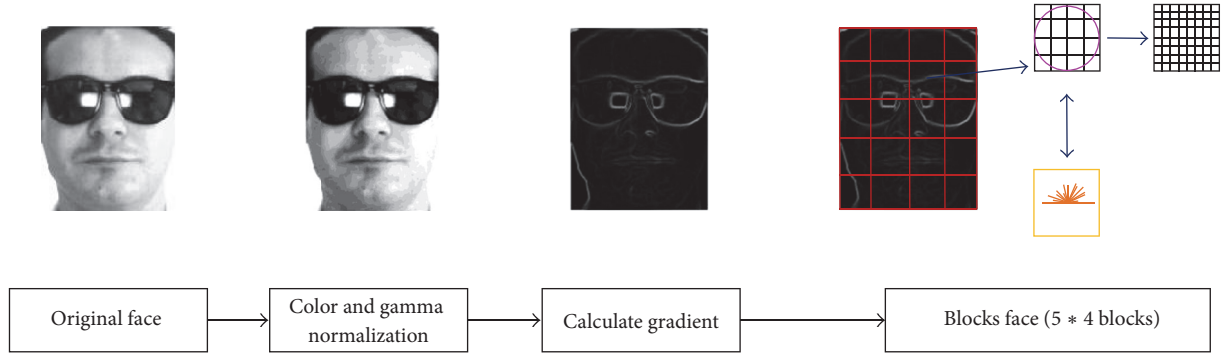 Original face
Color and gamma
normalization
Calculate gradient
Blocks face (5 * 4 blocks)